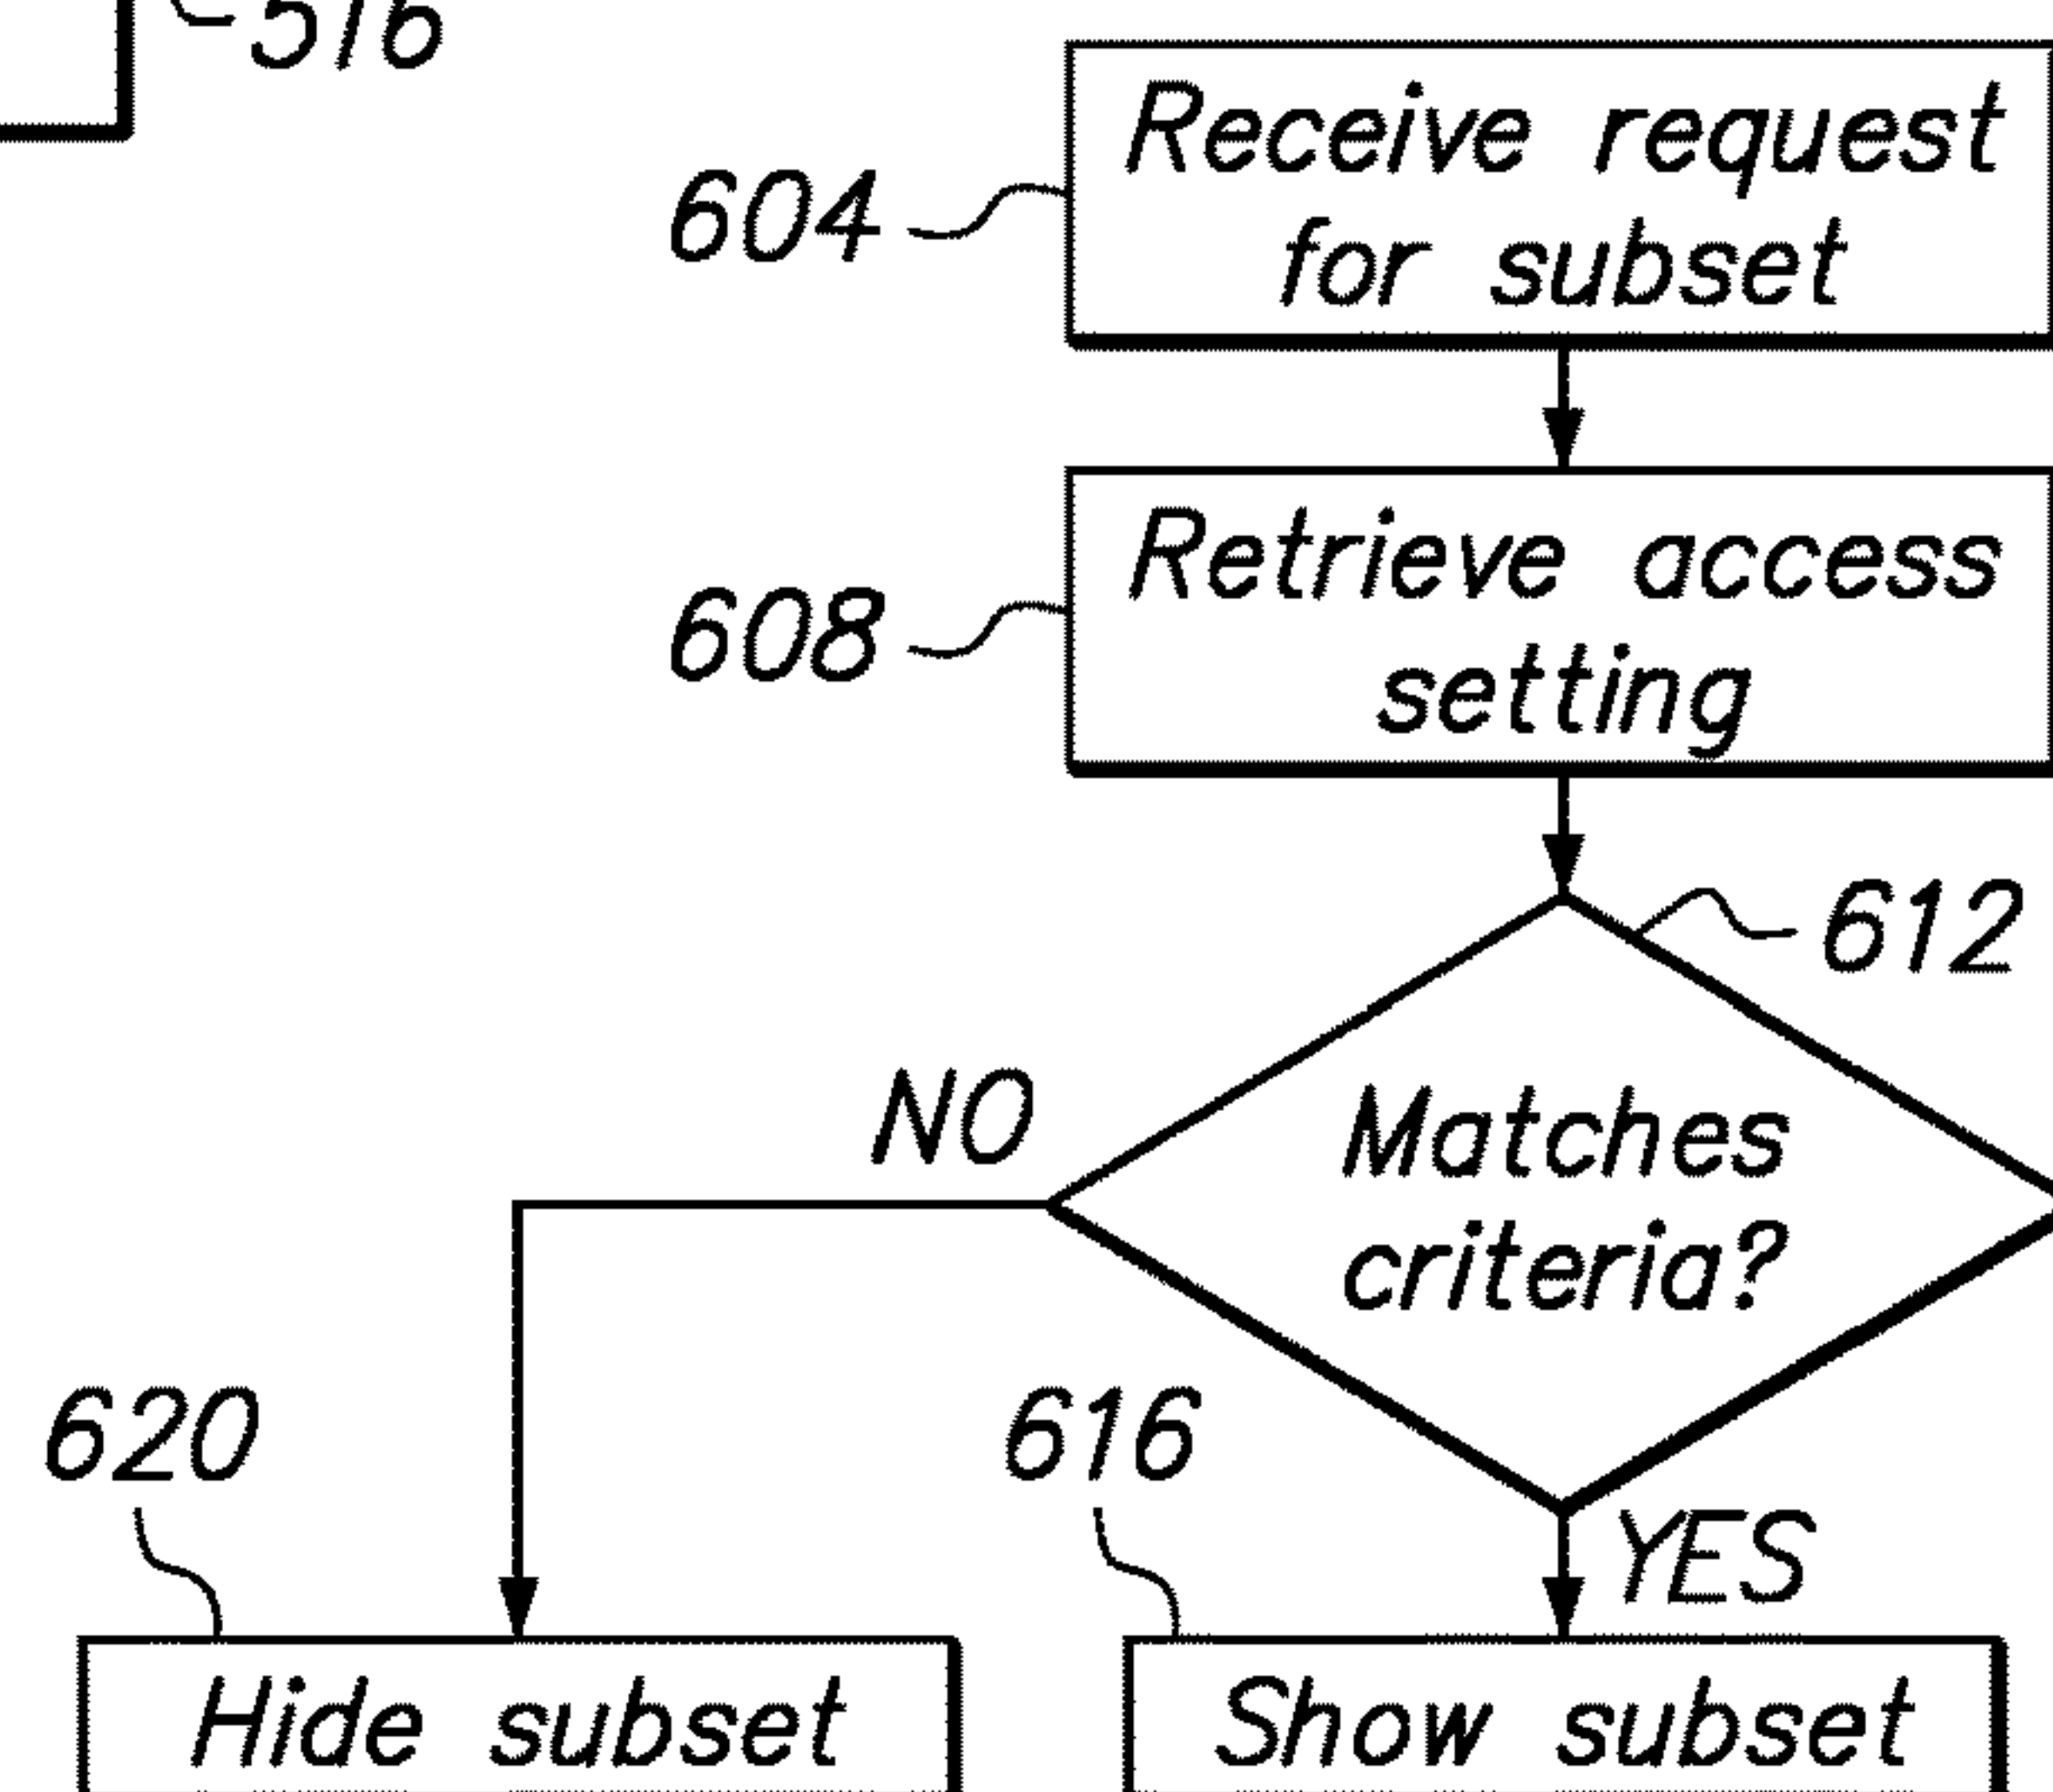 516
Receive request
for subset
604
Retrieve access
setting
608
612
Matches
criteria?
NO
YES
620
616
Hide subset
Show subset